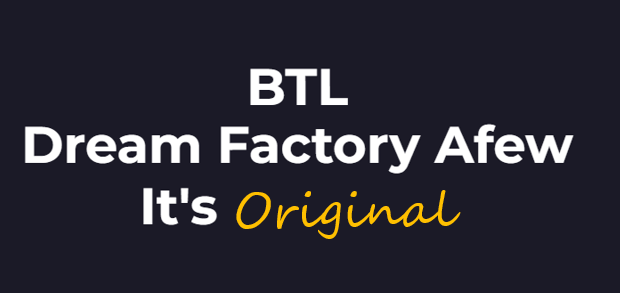 BTL
Dream Factory Afew
It's Original